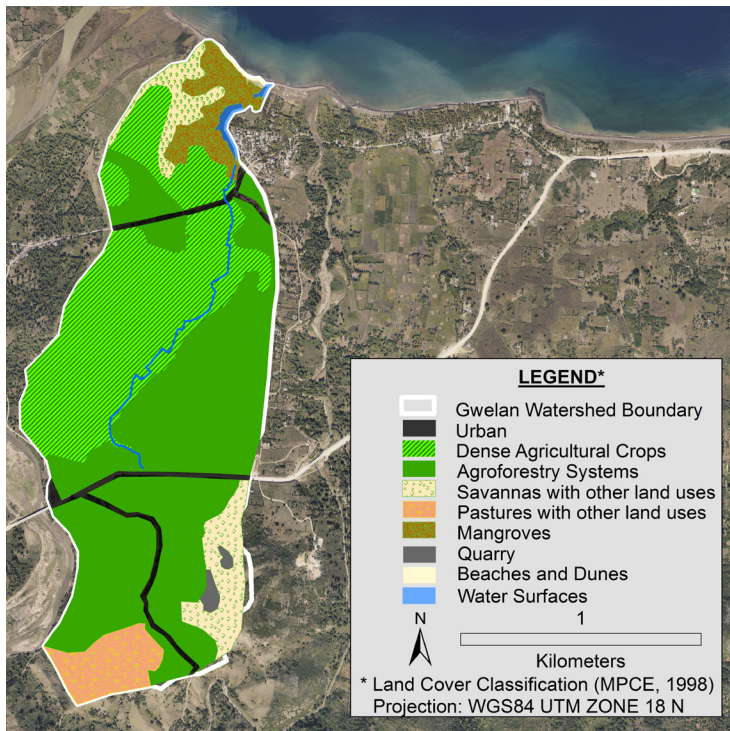 LEGEND*
Gwelan Watershed Boundary
Urban
Dense Agricultural Crops
Agroforestry Systems
Savannas with other land uses
Pastures with other land uses
Mangroves
Quarry
Beaches and Dunes
Water Surfaces
N
1
Kilometers
* Land Cover Classification (MPCE, 1998)
Projection: WGS84 UTM ZONE 18 N